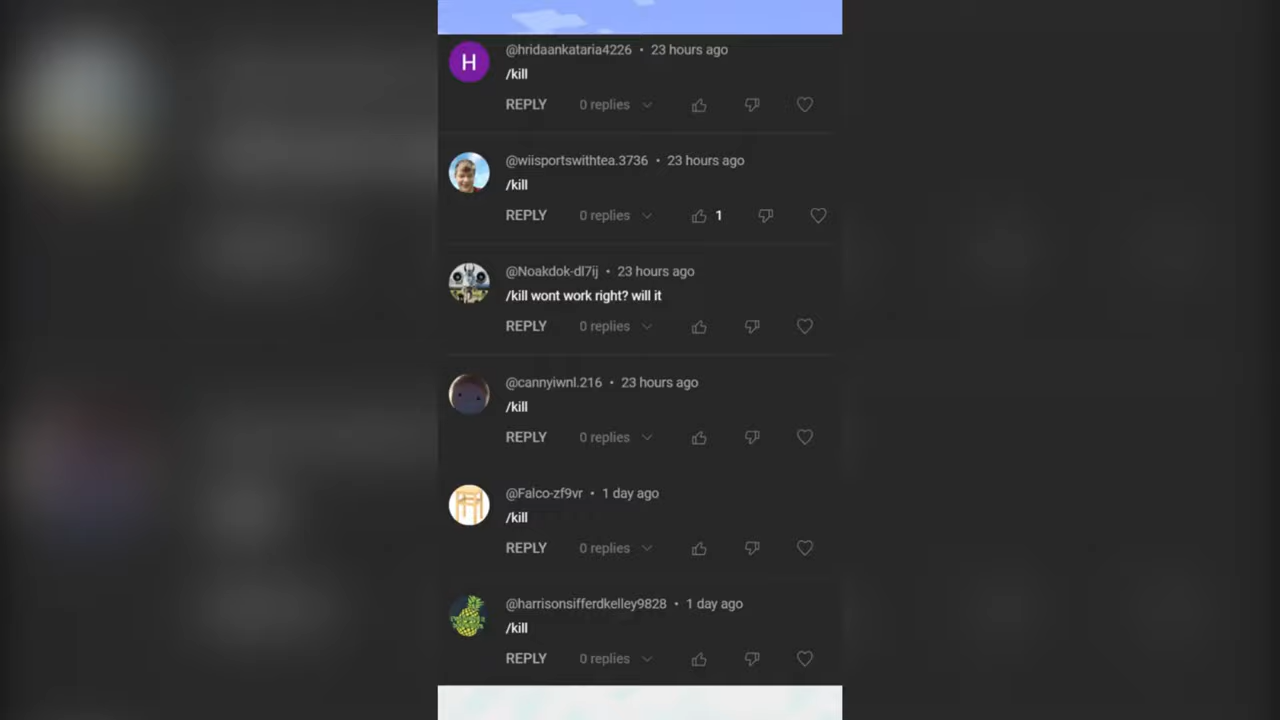 H
@hridaankataria4226 • 23 hours ago
/kill
REPLY 0 replies
@wiisportswithtea.3736 • 23 hours ago
/kill
REPLY 0 replies 1
@Noakdok-dl7ij • 23 hours ago
/kill wont work right? will it
REPLY 0 replies
@cannyiwnl.216 • 23 hours ago
/kill
REPLY 0 replies
@Falco-zf9vr • 1 day ago
/kill
REPLY 0 replies
@harrisonsifferdkelley9828 • 1 day ago
/kill
REPLY 0 replies